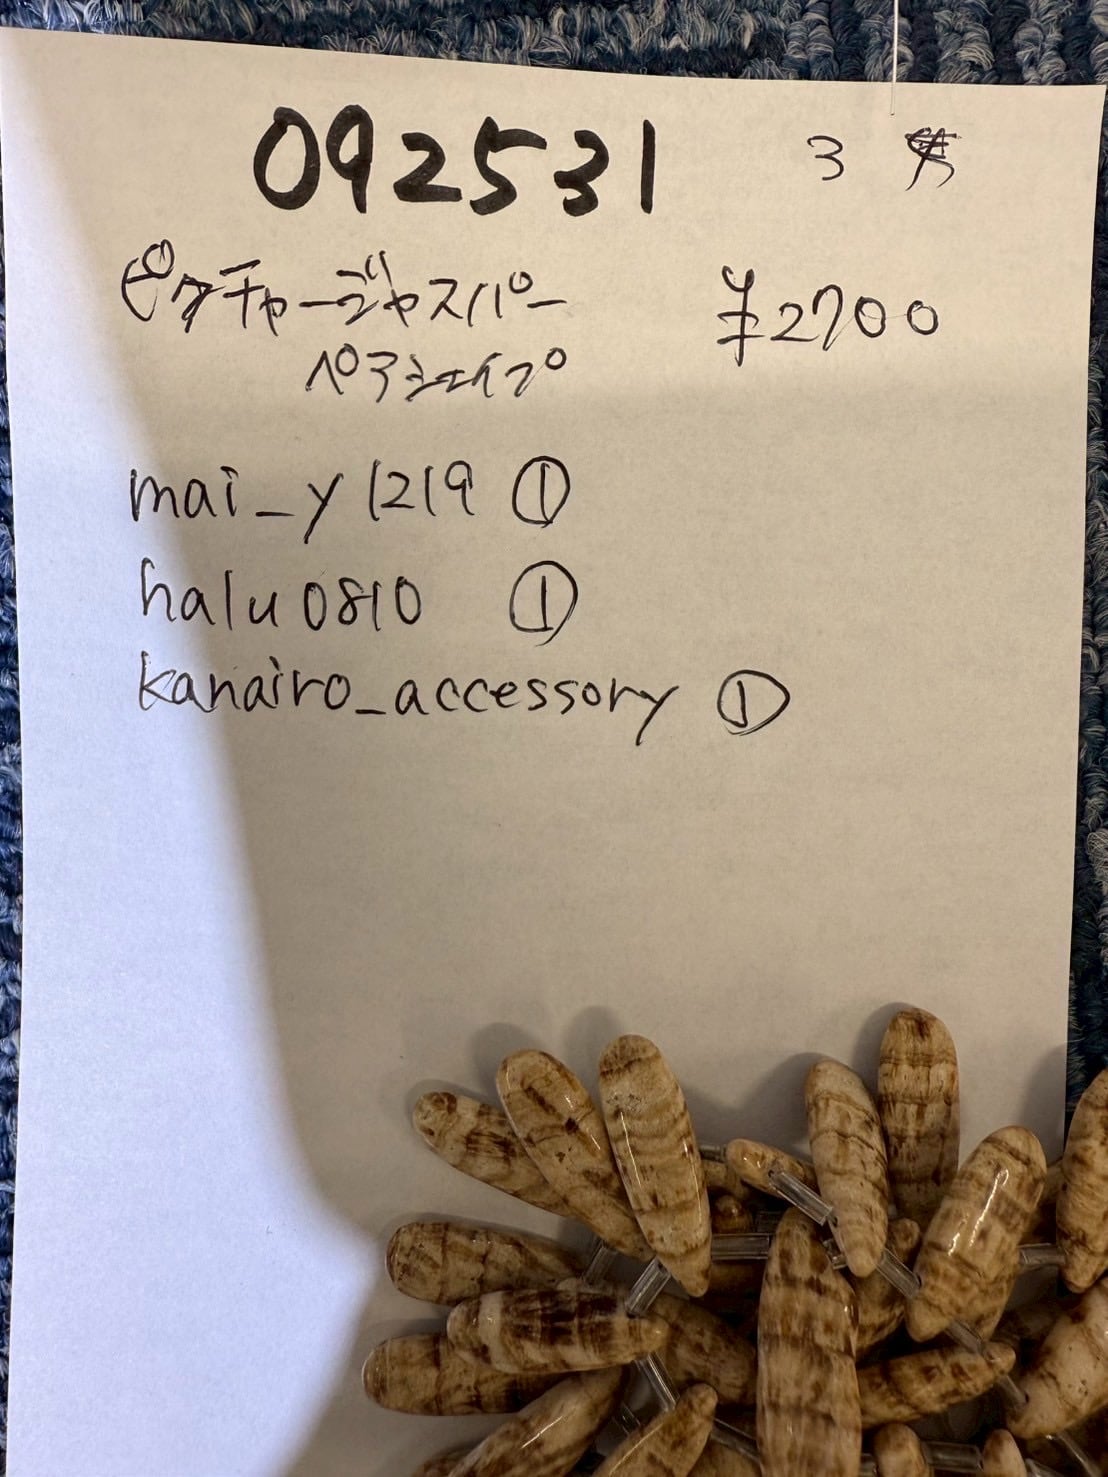 092531 3
ピクチャージャスパー ¥2700
ペアシェイプ
mai_y1219 ①
halu0810 ①
kanairo_accessory ①